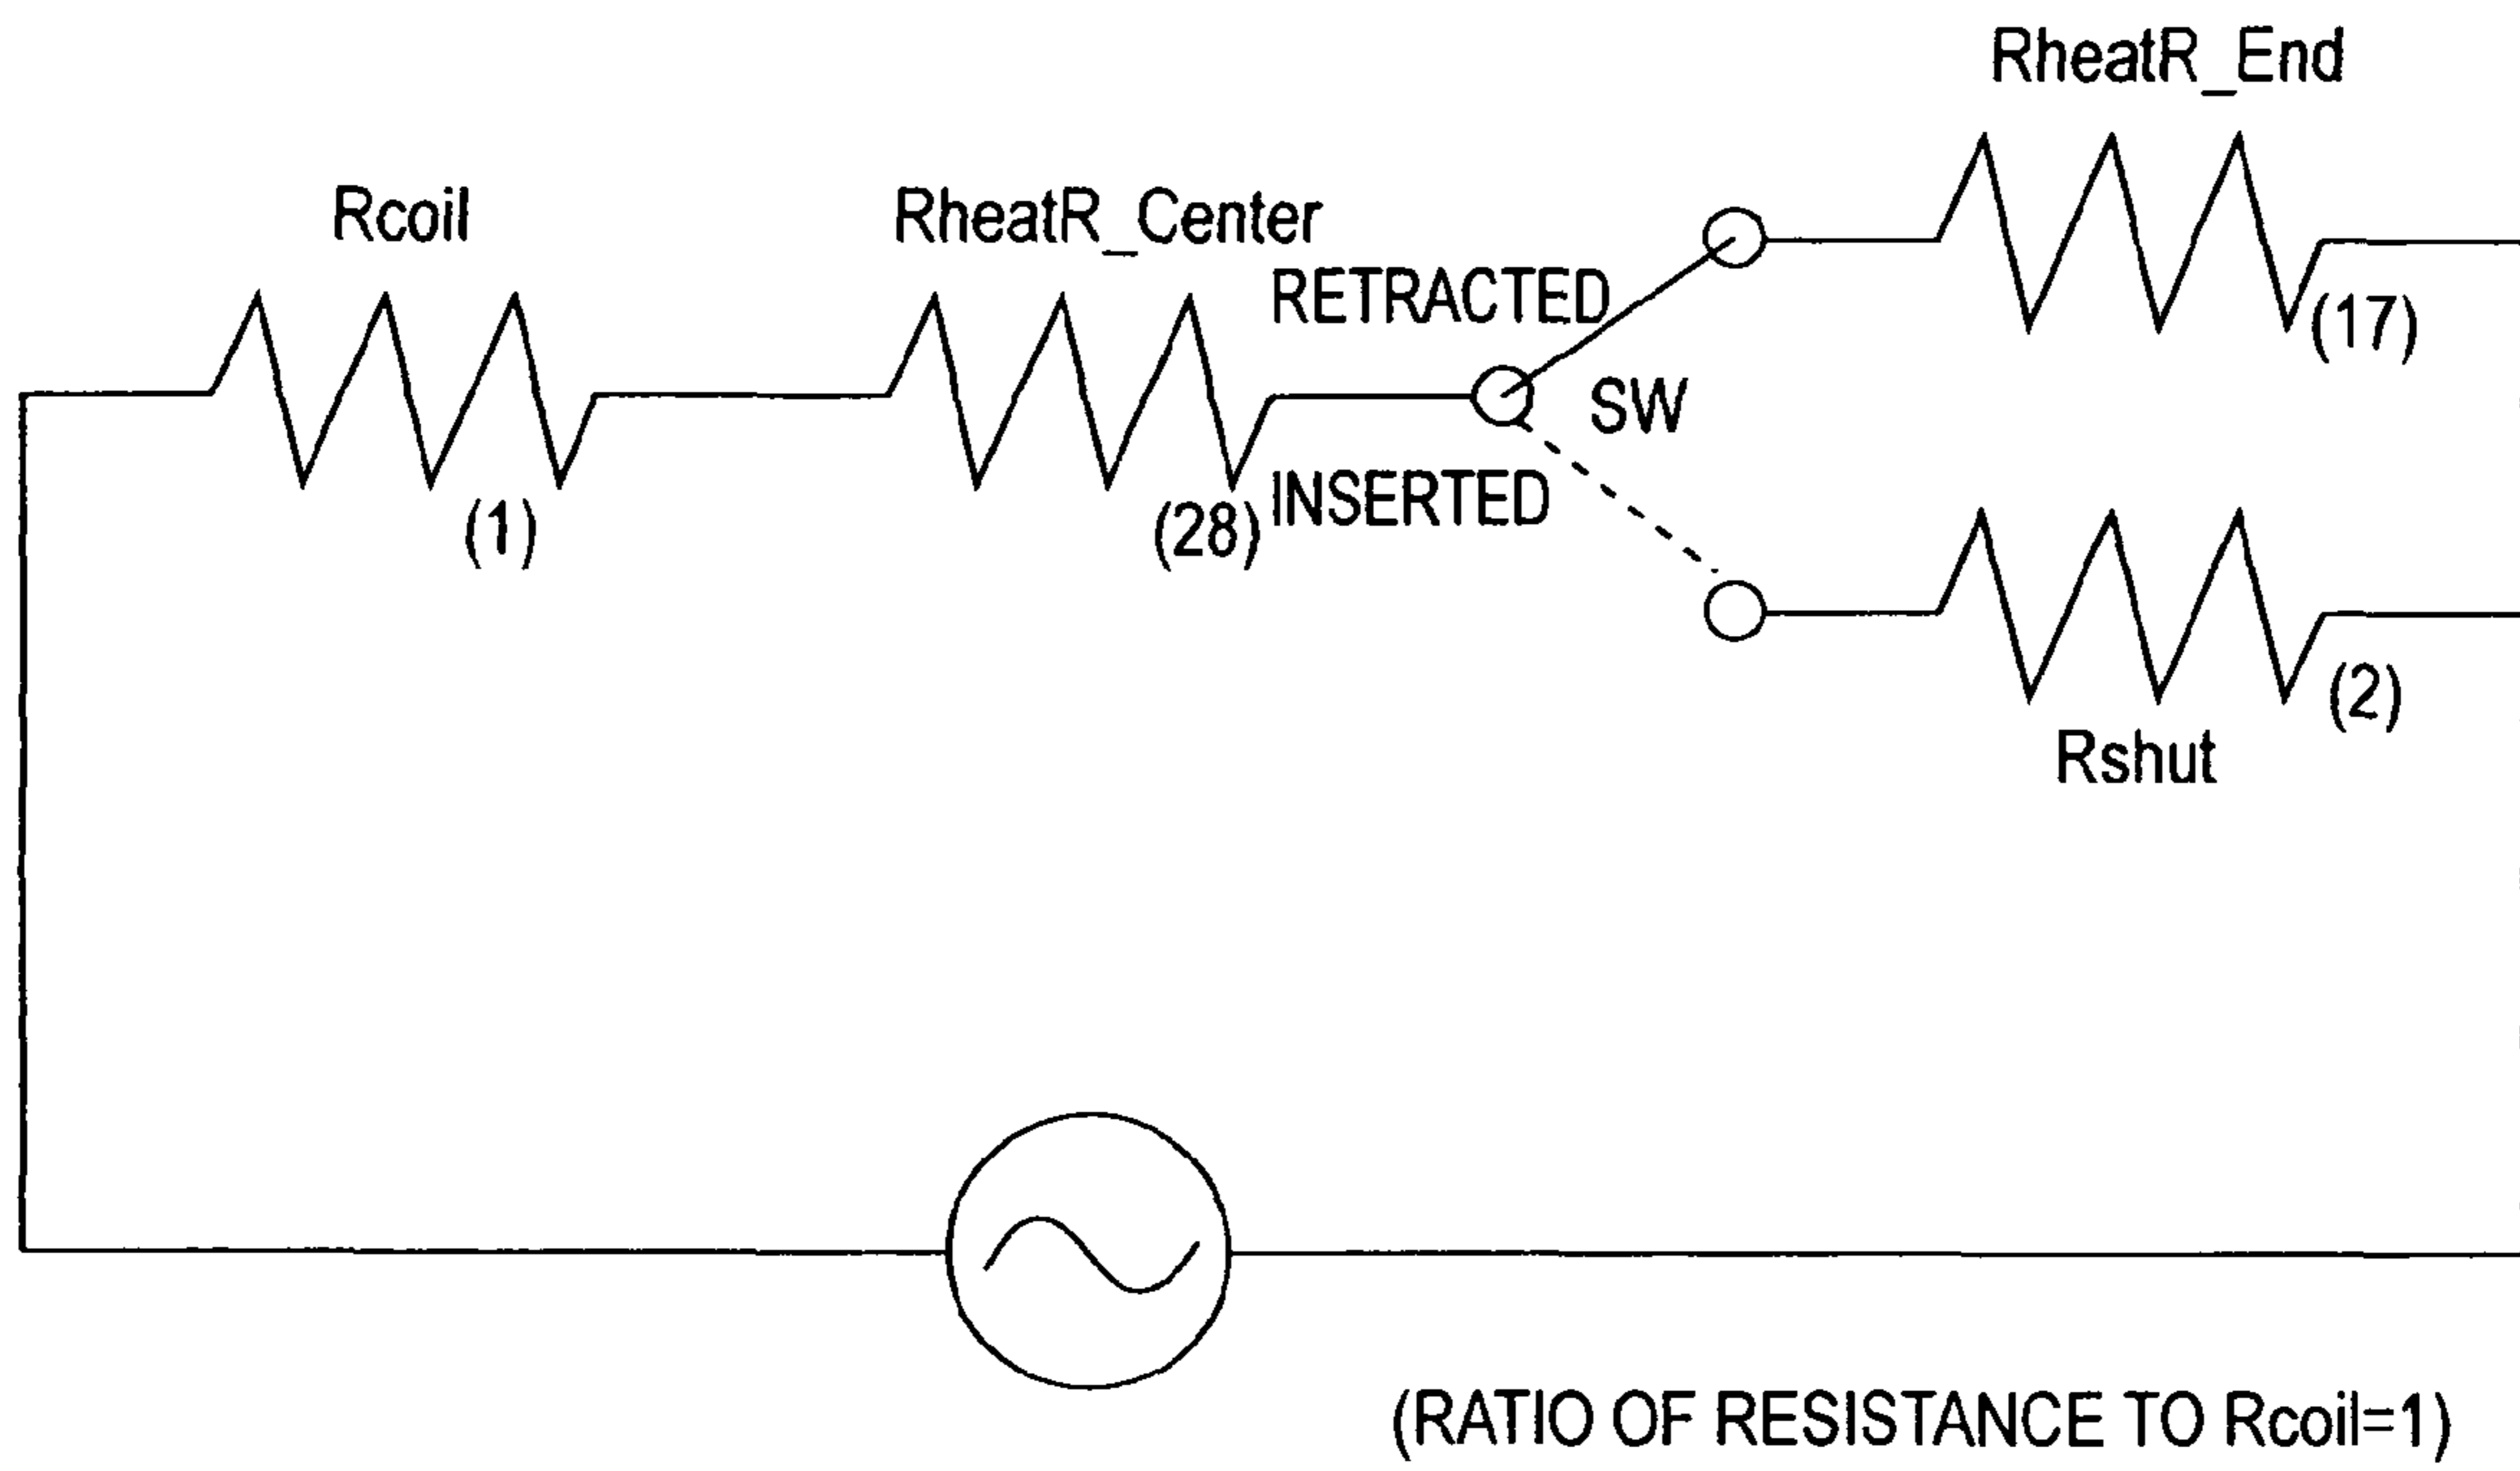 RheatR_End
Rcoil
RheatR_Center
RETRACTED
(17)
SW
INSERTED
(1)
(28)
(2)
Rshut
(RATIO OF RESISTANCE TO Rcoil=1)